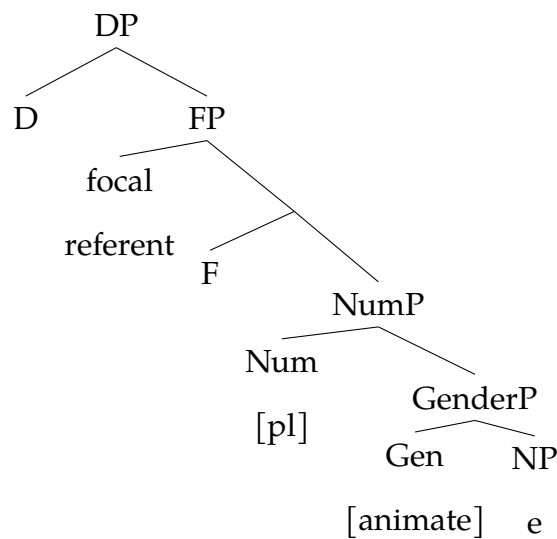 DP
D FP
focal
referent
F
NumP
Num
GenderP
[pl]
Gen NP
[animate] e